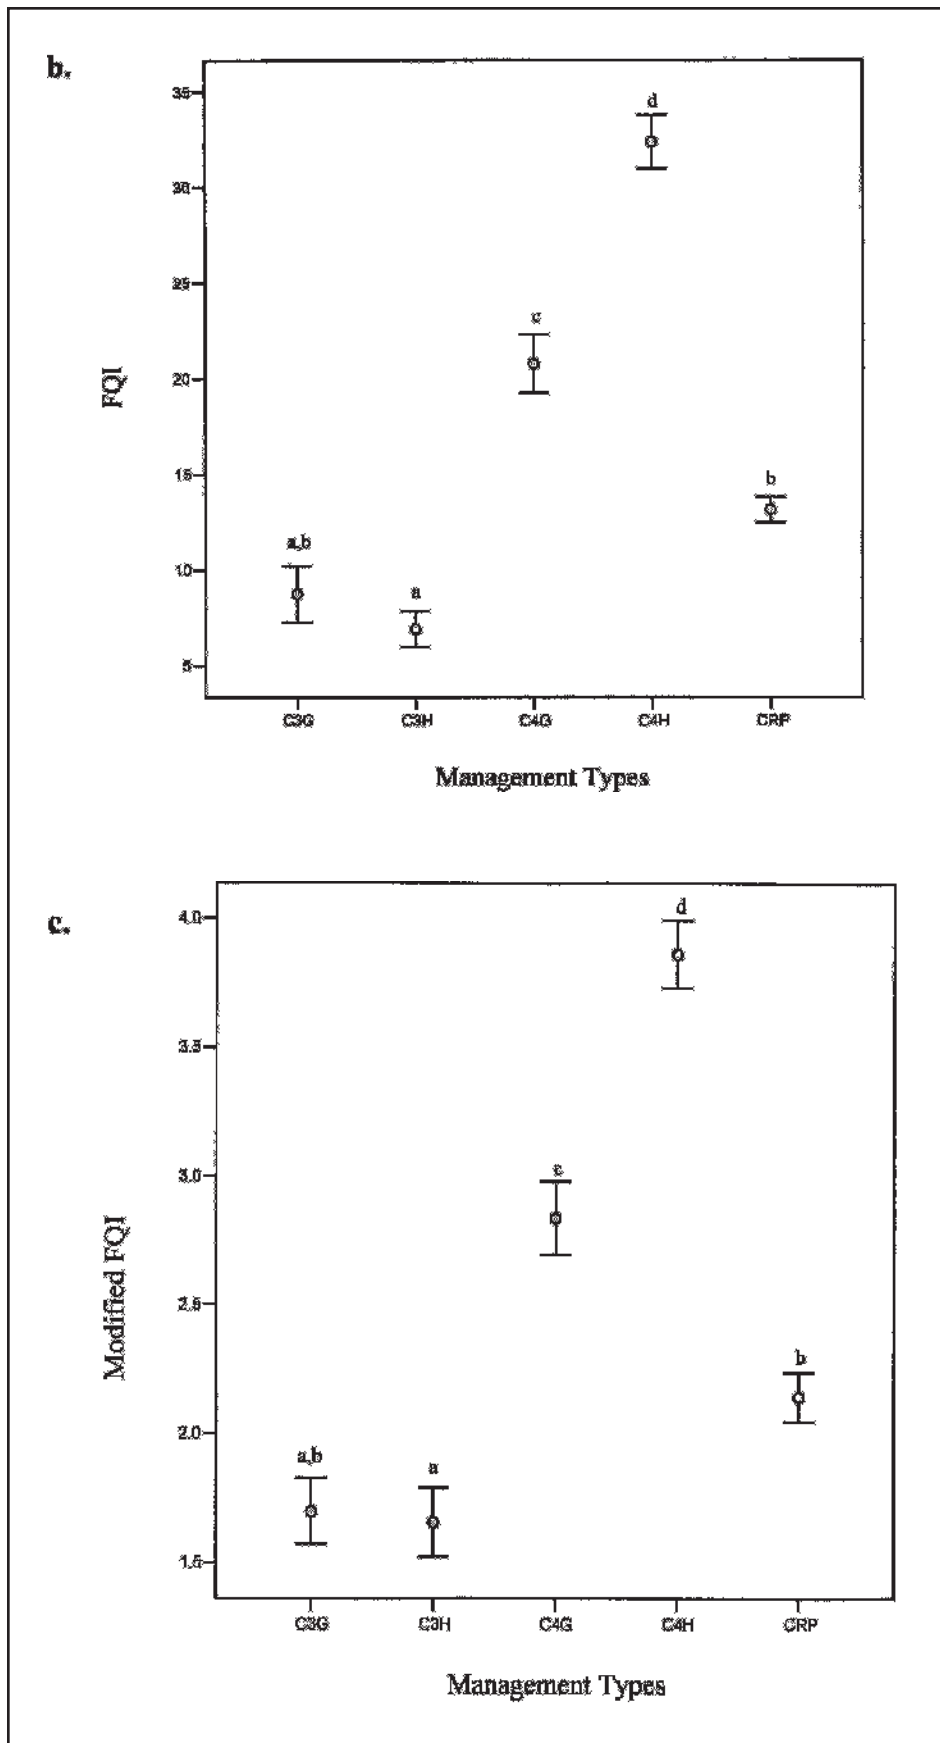 b.
35
d
30
25
c
FQI
20
15
b
a,b
10
a
5
C3G C3H C4G C4H CRP
Management Types
c.
4.0
d
3.5
3.0
c
Modified FQI
2.5
b
2.0
a,b
a
1.5
C3G C3H C4G C4H CRP
Management Types